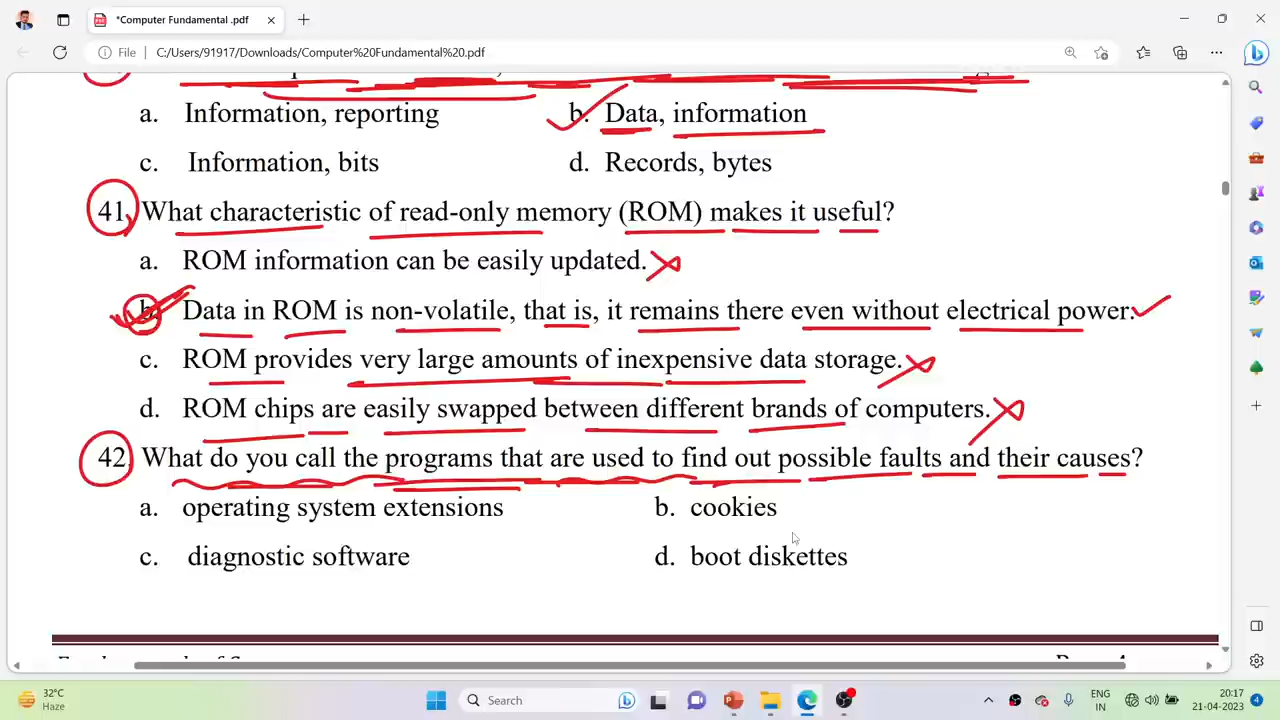 *Computer Fundamental .pdf
File C:/Users/91917/Downloads/Computer%20Fundamental%20.pdf
a. Information, reporting b. Data, information
c. Information, bits d. Records, bytes
41. What characteristic of read-only memory (ROM) makes it useful?
a. ROM information can be easily updated.
b. Data in ROM is non-volatile, that is, it remains there even without electrical power.
c. ROM provides very large amounts of inexpensive data storage.
d. ROM chips are easily swapped between different brands of computers.
42. What do you call the programs that are used to find out possible faults and their causes?
a. operating system extensions b. cookies
c. diagnostic software d. boot diskettes
32°C
Haze
Search
ENG
IN
20:17
21-04-2023
4